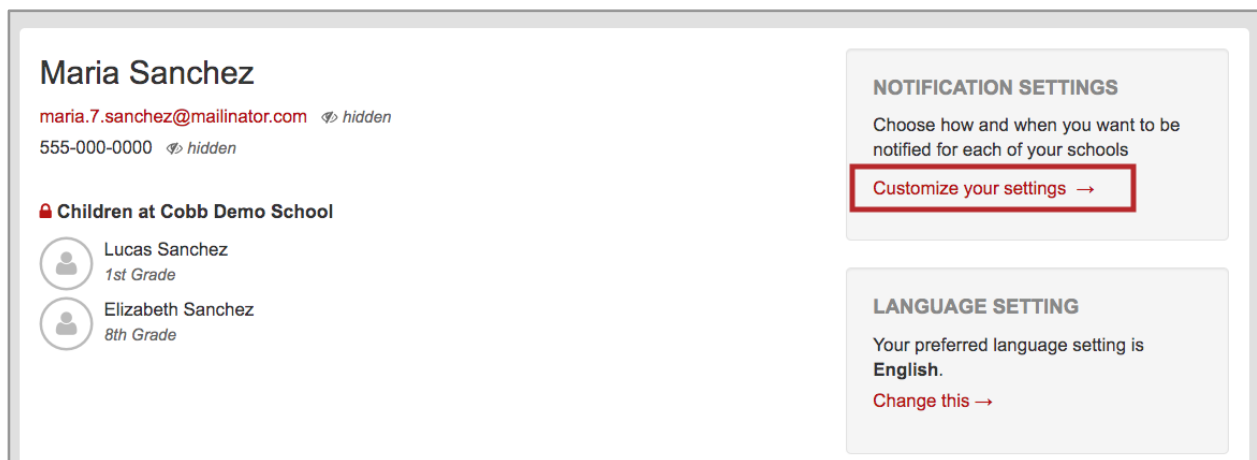 Maria Sanchez
maria.7.sanchez@mailinator.com hidden
555-000-0000 hidden
Children at Cobb Demo School
Lucas Sanchez
1st Grade
Elizabeth Sanchez
8th Grade
NOTIFICATION SETTINGS
Choose how and when you want to be
notified for each of your schools
Customize your settings →
LANGUAGE SETTING
Your preferred language setting is
English.
Change this →